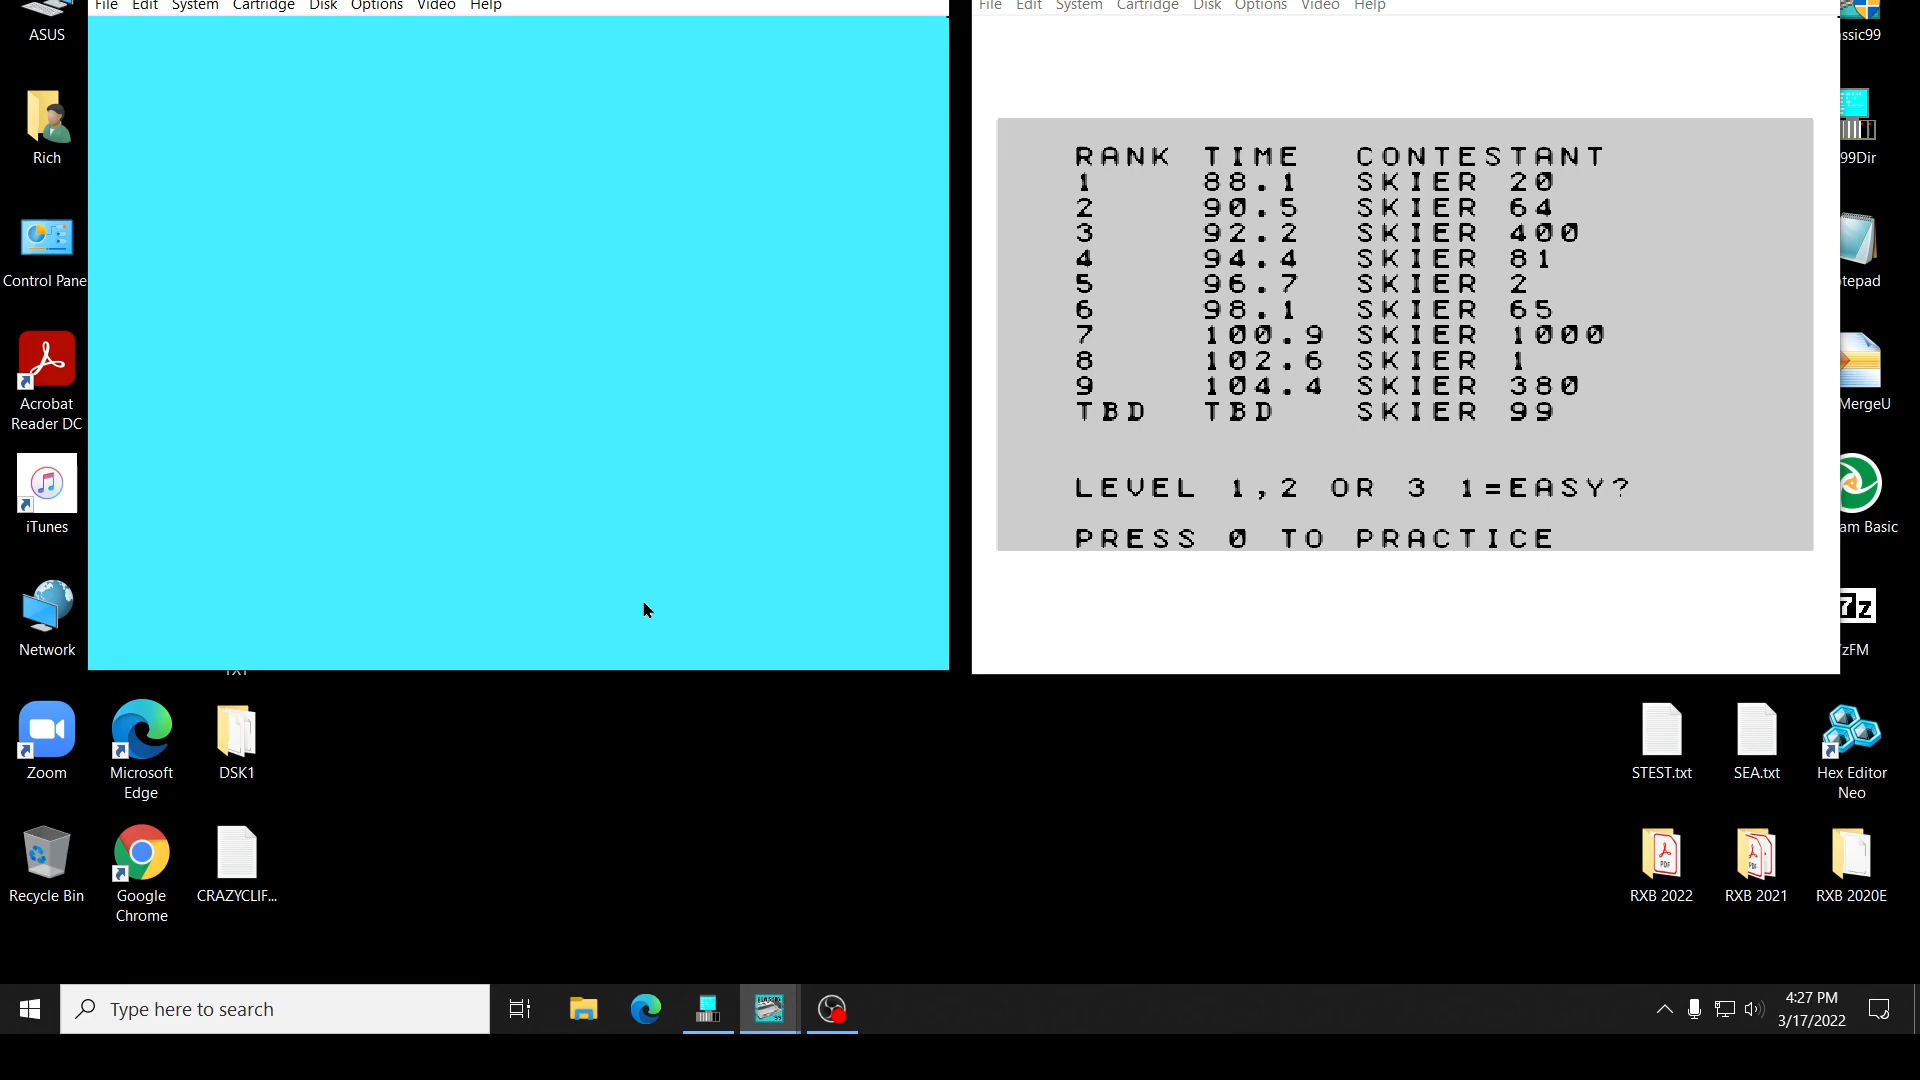 File Edit System Cartridge Disk Options Video Help
File Edit System Cartridge Disk Options Video Help
ASUS
ssic99
Rich
99Dir
Control Pane
tepad
Acrobat
Reader DC
MergeU
iTunes
am Basic
Network
zFM
RANK TIME CONTESTANT
1 88.1 SKIER 20
2 90.5 SKIER 64
3 92.2 SKIER 400
4 94.4 SKIER 81
5 96.7 SKIER 2
6 98.1 SKIER 65
7 100.9 SKIER 1000
8 102.6 SKIER 1
9 104.4 SKIER 380
TBD TBD SKIER 99
LEVEL 1,2 OR 3 1=EASY?
PRESS 0 TO PRACTICE
7z
TXT
Zoom
Microsoft
Edge
DSK1
STEST.txt
SEA.txt
Hex Editor
Neo
Recycle Bin
Google
Chrome
CRAZYCLIF...
PDF
PDF
RXB 2022
RXB 2021
RXB 2020E
Type here to search
4:27 PM
3/17/2022